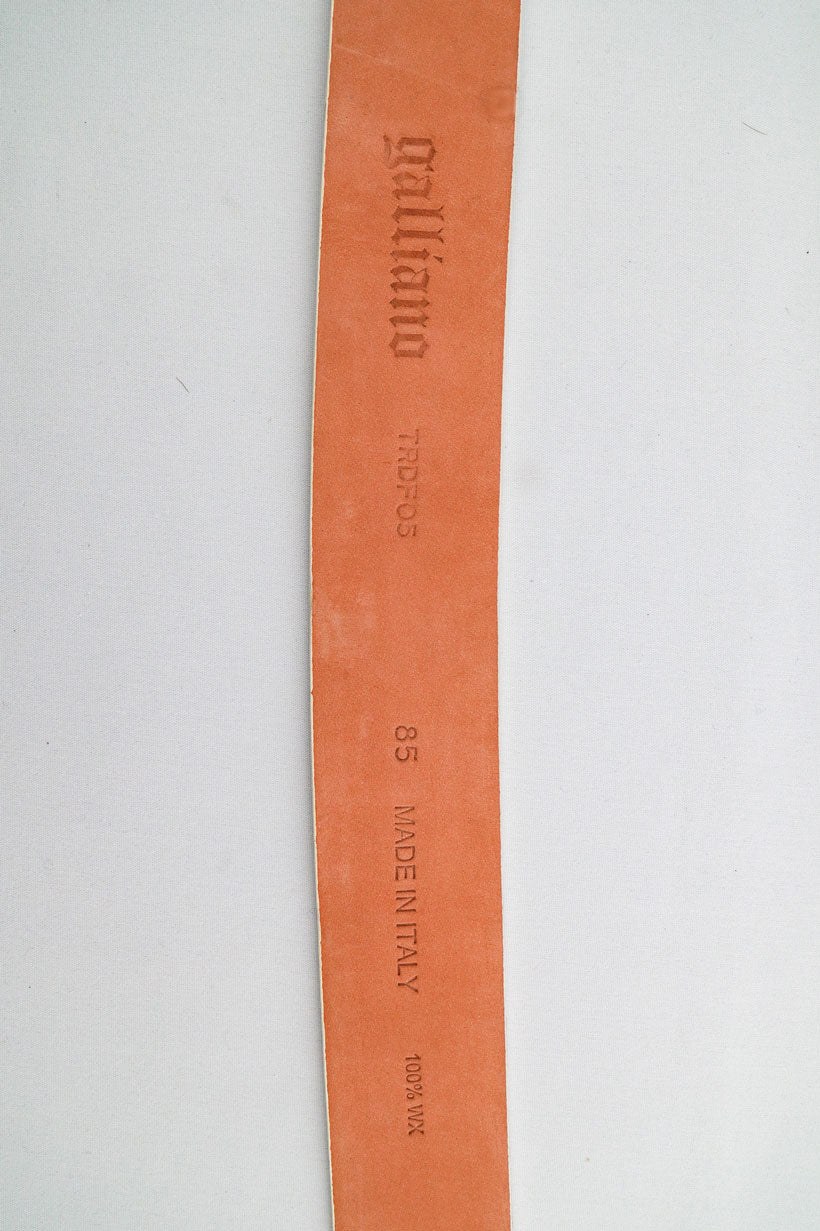 galliano
TRDF05
85
MADE IN ITALY
100% WX